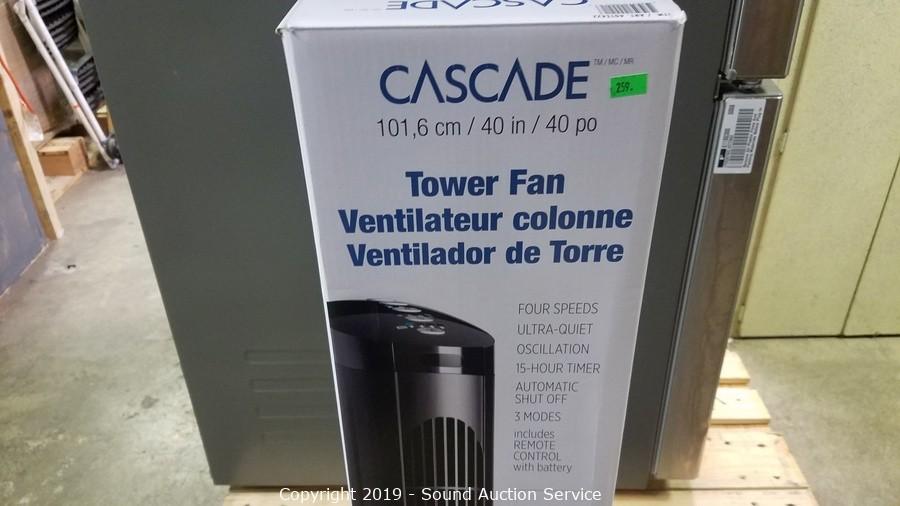 CASCADE
CASCADE
TM / MC / MR
259.
101,6 cm / 40 in / 40 po
Tower Fan
Ventilateur colonne
Ventilador de Torre
FOUR SPEEDS
ULTRA-QUIET
OSCILLATION
15-HOUR TIMER
AUTOMATIC
SHUT OFF
3 MODES
includes
REMOTE
CONTROL
with battery
Copyright 2019 - Sound Auction Service